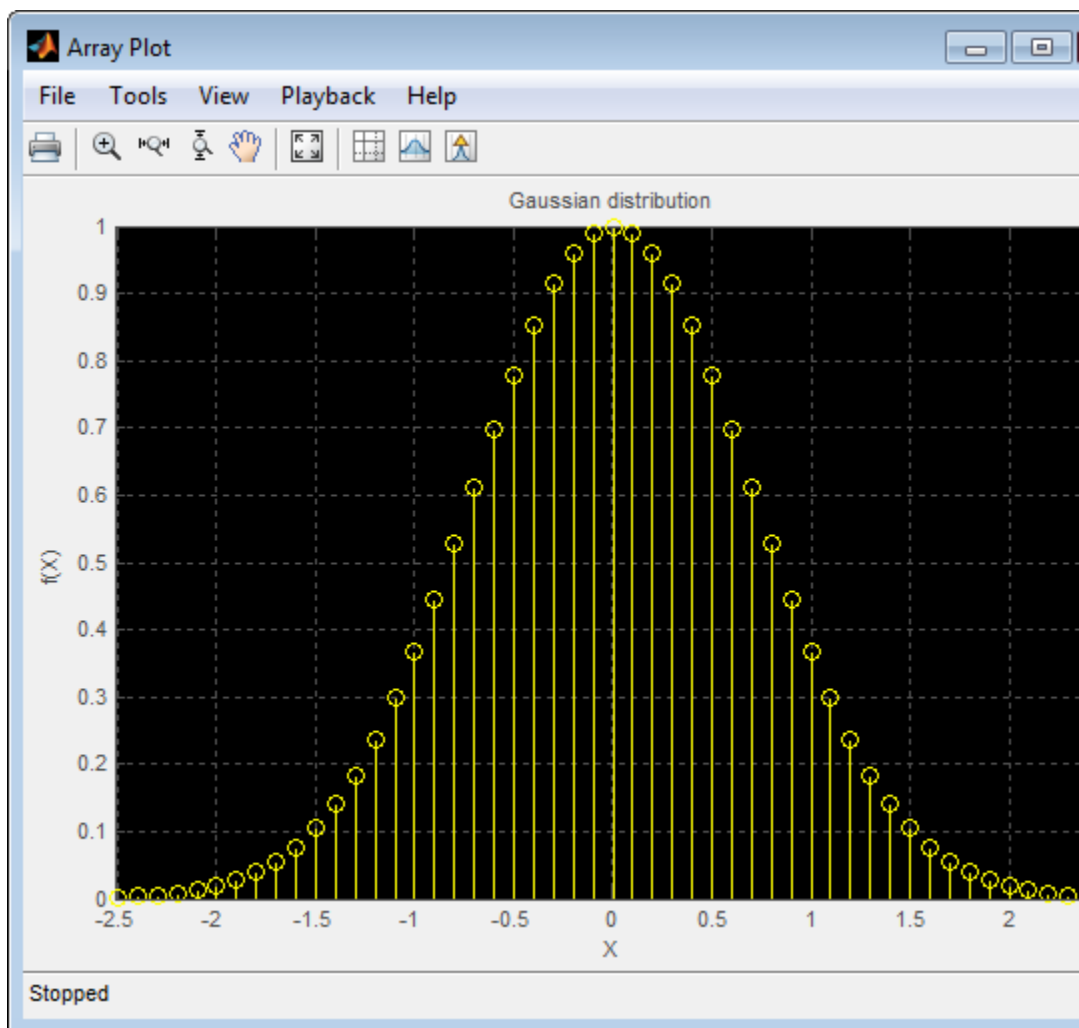 Array Plot
File Tools View Playback Help
Gaussian distribution
1
0.9
0.8
0.7
0.6
0.5
0.4
0.3
0.2
0.1
0
f(X)
-2.5 -2 -1.5 -1 -0.5 0 0.5 1 1.5 2
X
Stopped